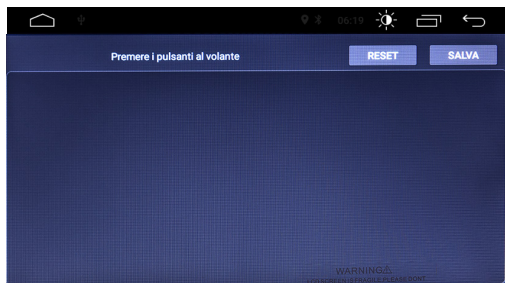 06:19
Premere i pulsanti al volante
RESET
SALVA
WARNING